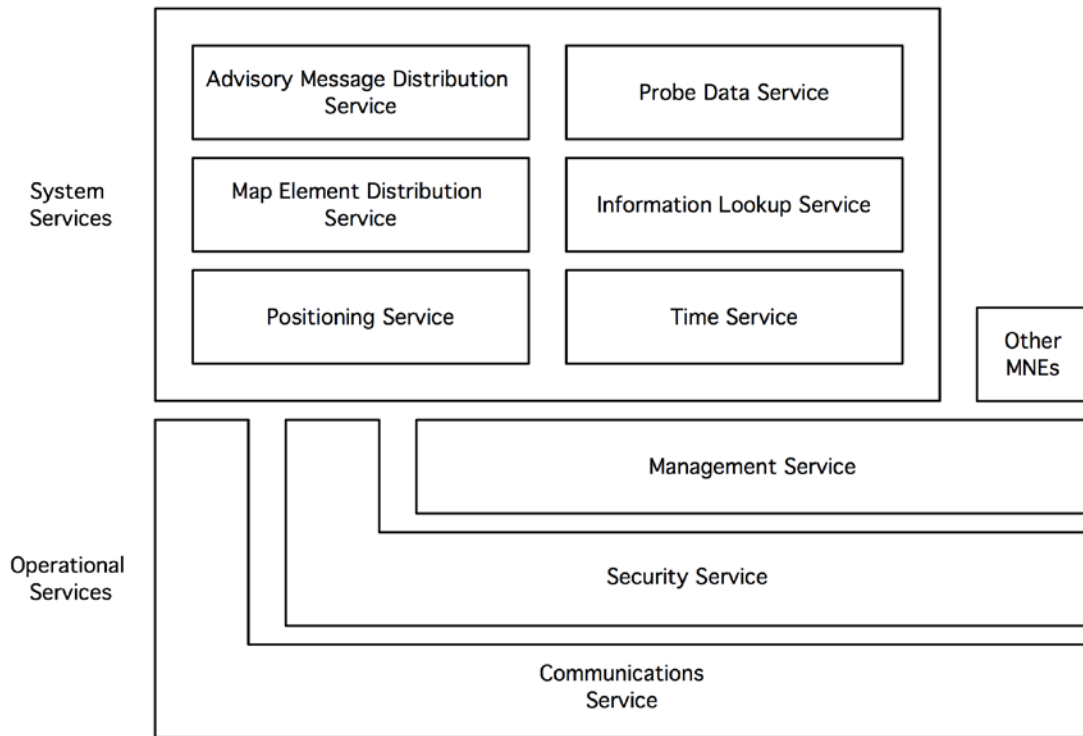 Advisory Message Distribution
Service
Probe Data Service
System
Services
Map Element Distribution
Service
Information Lookup Service
Positioning Service
Time Service
Other
MNEs
Management Service
Operational
Services
Security Service
Communications
Service